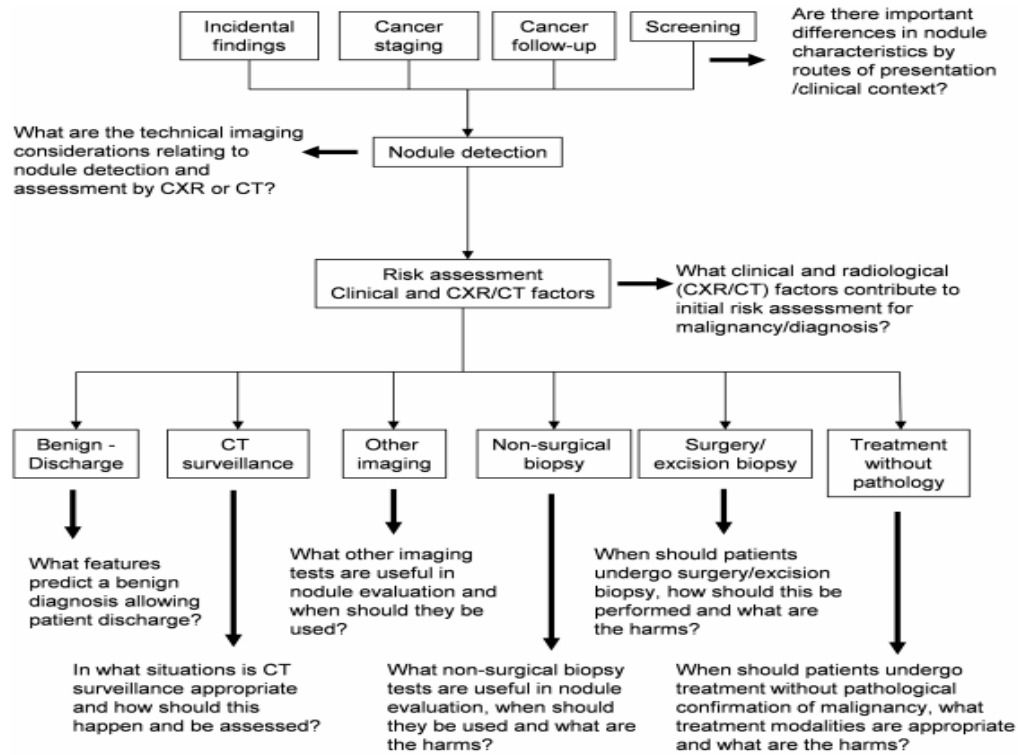 Incidental
findings
Cancer
staging
Cancer
follow-up
Screening
Are there important
differences in nodule
characteristics by
routes of presentation
/clinical context?
What are the technical imaging
considerations relating to
nodule detection and
assessment by CXR or CT?
Nodule detection
Risk assessment
Clinical and CXR/CT factors
What clinical and radiological
(CXR/CT) factors contribute to
initial risk assessment for
malignancy/diagnosis?
Benign -
Discharge
CT
surveillance
Other
imaging
Non-surgical
biopsy
Surgery/
excision biopsy
Treatment
without
pathology
What features
predict a benign
diagnosis allowing
patient discharge?
What other imaging
tests are useful in
nodule evaluation and
when should they be
used?
When should patients
undergo surgery/excision
biopsy, how should this be
performed and what are
the harms?
In what situations is CT
surveillance appropriate
and how should this
happen and be assessed?
What non-surgical biopsy
tests are useful in nodule
evaluation, when should
they be used and what are
the harms?
When should patients undergo
treatment without pathological
confirmation of malignancy, what
treatment modalities are appropriate
and what are the harms?